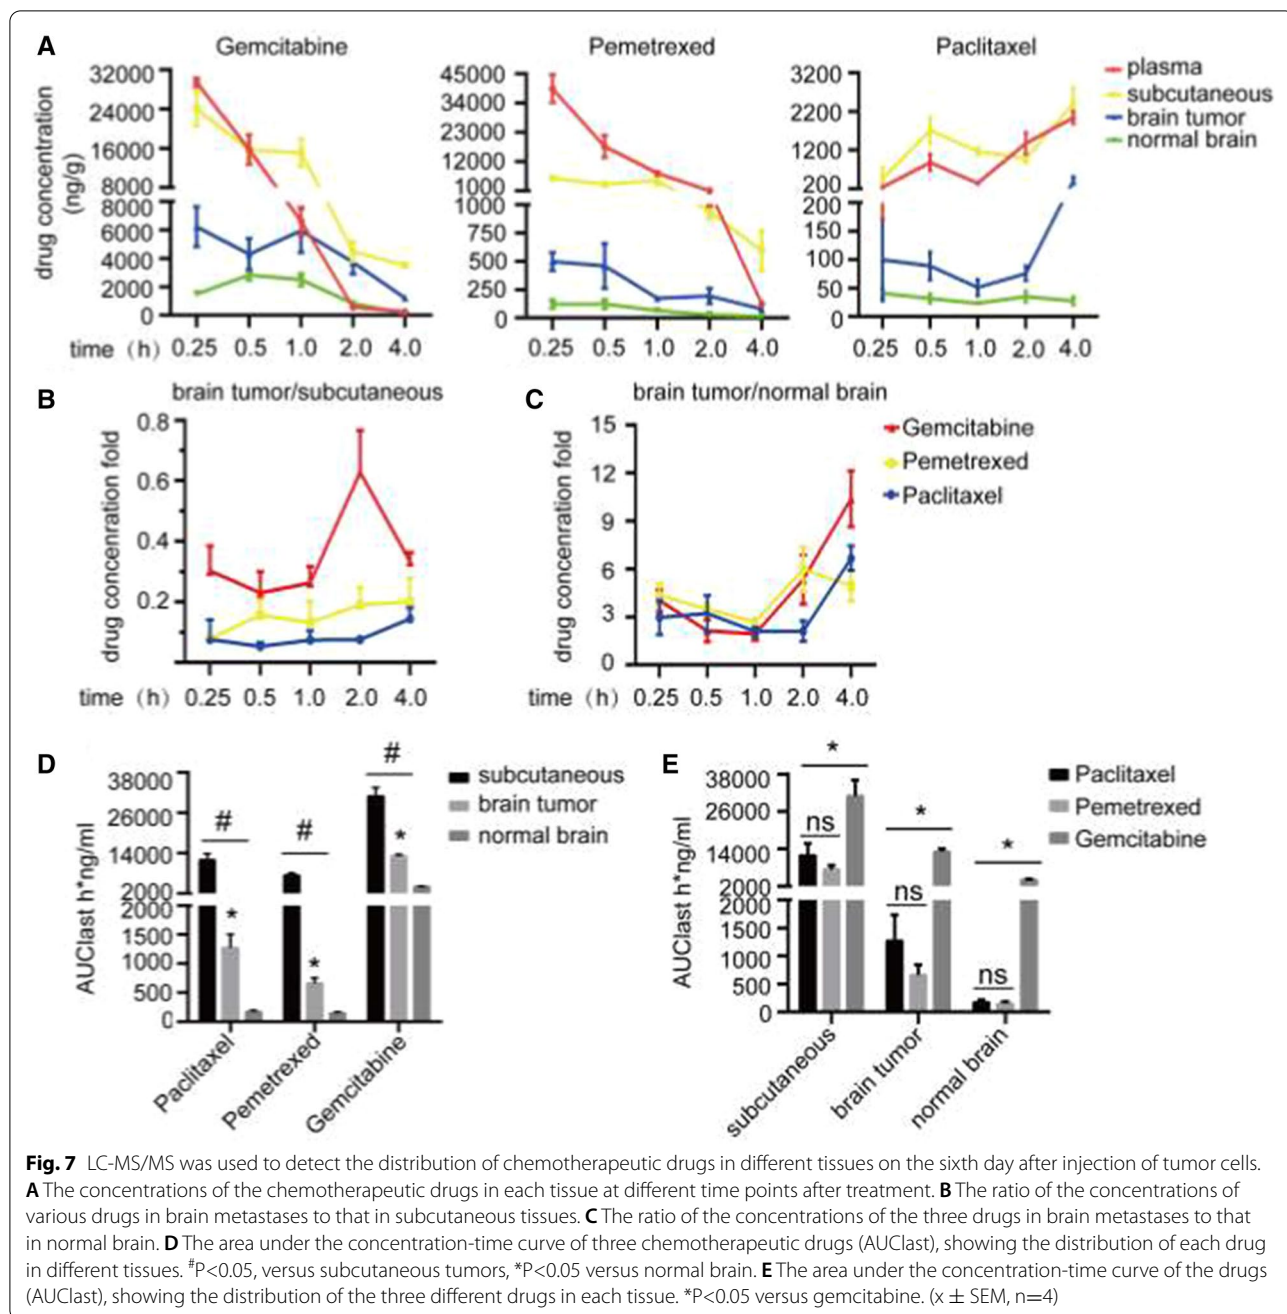 A
Gemcitabine
Pemetrexed
Paclitaxel
drug concentration
(ng/g)
32000
24000
16000
8000
8000
6000
4000
2000
0
45000
34000
23000
12000
1000
1000
750
500
250
0
3200
2200
1200
200
200
150
100
50
0
plasma
subcutaneous
brain tumor
normal brain
time (h) 0.25 0.5 1.0 2.0 4.0
0.25 0.5 1.0 2.0 4.0
0.25 0.5 1.0 2.0 4.0
B
brain tumor/subcutaneous
drug concenration fold
0.8
0.6
0.4
0.2
time (h) 0.25 0.5 1.0 2.0 4.0
C
brain tumor/normal brain
drug concenration fold
15
12
9
6
3
0
Gemcitabine
Pemetrexed
Paclitaxel
time (h) 0.25 0.5 1.0 2.0 4.0
D
AUClast h*ng/ml
38000
26000
14000
2000
2000
1500
1000
500
0
#
*
#
*
#
*
subcutaneous
brain tumor
normal brain
Paclitaxel
Pemetrexed
Gemcitabine
E
AUClast h*ng/ml
38000
26000
14000
2000
2000
1500
1000
500
0
*
ns
*
ns
*
ns
Paclitaxel
Pemetrexed
Gemcitabine
subcutaneous
brain tumor
normal brain
Fig. 7 LC-MS/MS was used to detect the distribution of chemotherapeutic drugs in different tissues on the sixth day after injection of tumor cells.
A The concentrations of the chemotherapeutic drugs in each tissue at different time points after treatment. B The ratio of the concentrations of
various drugs in brain metastases to that in subcutaneous tissues. C The ratio of the concentrations of the three drugs in brain metastases to that
in normal brain. D The area under the concentration-time curve of three chemotherapeutic drugs (AUClast), showing the distribution of each drug
in different tissues. #P<0.05, versus subcutaneous tumors, *P<0.05 versus normal brain. E The area under the concentration-time curve of the drugs
(AUClast), showing the distribution of the three different drugs in each tissue. *P<0.05 versus gemcitabine. (x ± SEM, n=4)